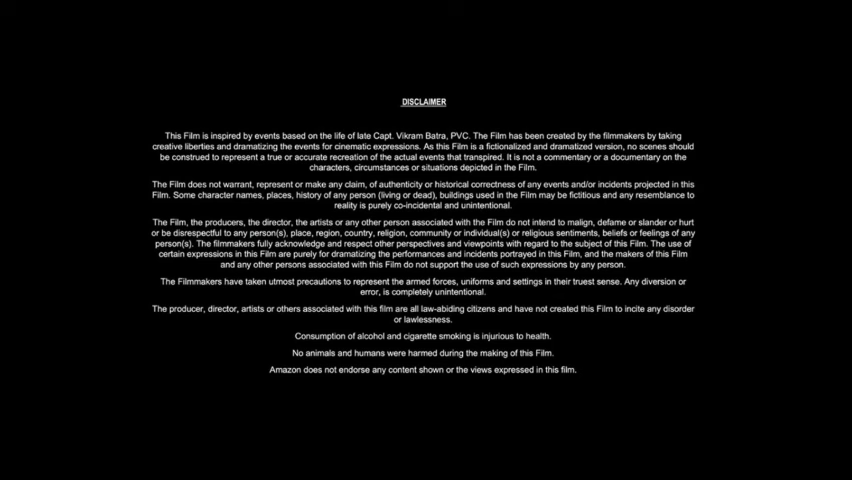 DISCLAIMER
This Film is inspired by events based on the life of late Capt. Vikram Batra, PVC. The Film has been created by the filmmakers by taking
creative liberties and dramatizing the events for cinematic expressions. As this Film is a fictionalized and dramatized version, no scenes should
be construed to represent a true or accurate recreation of the actual events that transpired. It is not a commentary or a documentary on the
characters, circumstances or situations depicted in the Film.
The Film does not warrant, represent or make any claim, of authenticity or historical correctness of any events and/or incidents projected in this
Film. Some character names, places, history of any person (living or dead), buildings used in the Film may be fictitious and any resemblance to
reality is purely co-incidental and unintentional.
The Film, the producers, the director, the artists or any other person associated with the Film do not intend to malign, defame or slander or hurt
or be disrespectful to any person(s), place, region, country, religion, community or individual(s) or religious sentiments, beliefs or feelings of any
person(s). The filmmakers fully acknowledge and respect other perspectives and viewpoints with regard to the subject of this Film. The use of
certain expressions in this Film are purely for dramatizing the performances and incidents portrayed in this Film, and the makers of this Film
and any other persons associated with this Film do not support the use of such expressions by any person.
The Filmmakers have taken utmost precautions to represent the armed forces, uniforms and settings in their truest sense. Any diversion or
error, is completely unintentional.
The producer, director, artists or others associated with this film are all law-abiding citizens and have not created this Film to incite any disorder
or lawlessness.
Consumption of alcohol and cigarette smoking is injurious to health.
No animals and humans were harmed during the making of this Film.
Amazon does not endorse any content shown or the views expressed in this film.